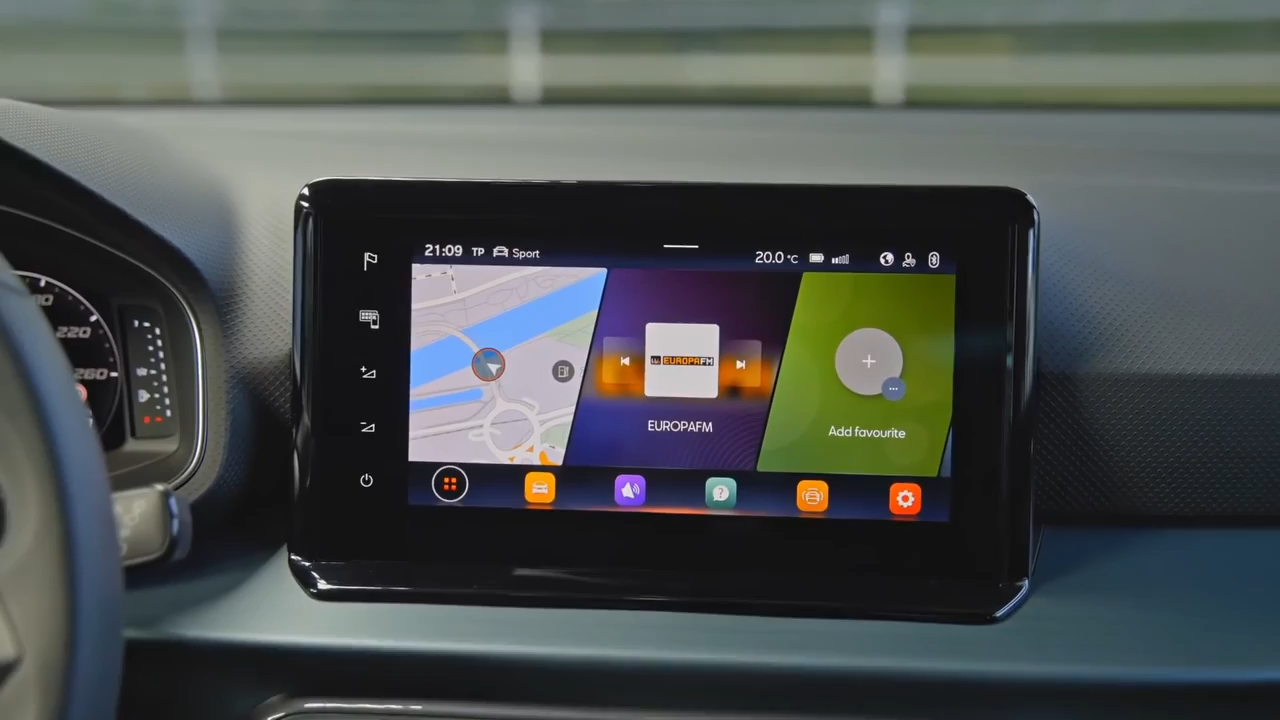 21:09 TP Sport
20.0 °C
EUROPAFM
EUROPAFM
Add favourite
220
260